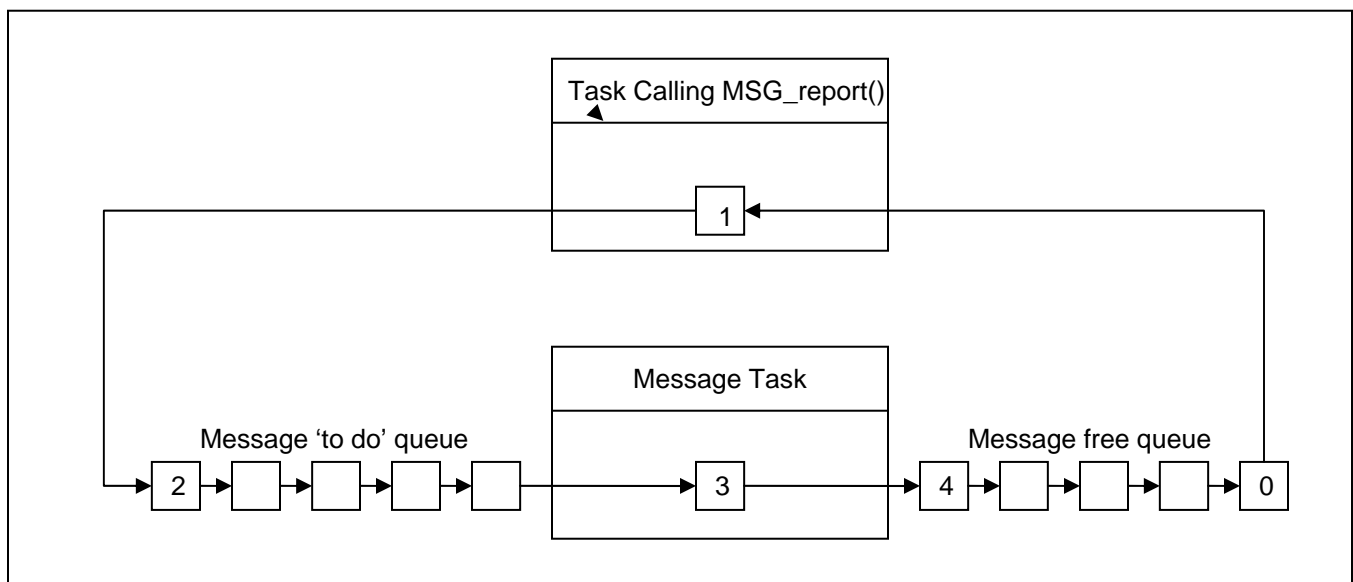 Task Calling MSG_report()
1
Message Task
Message ‘to do’ queue
Message free queue
2
3
4
0